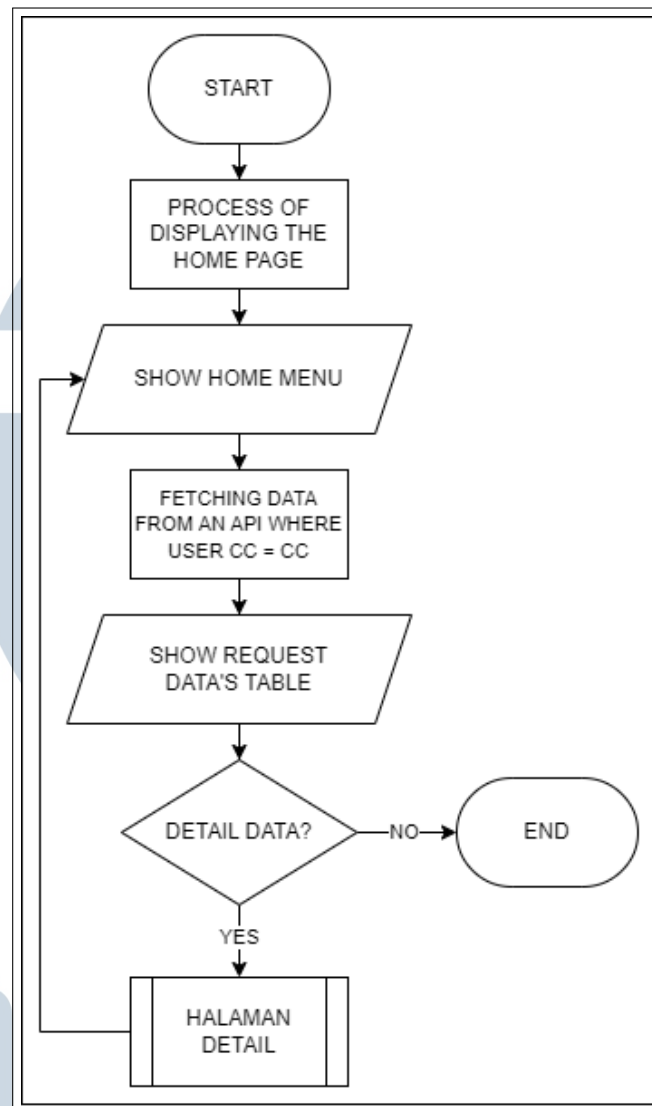 START
PROCESS OF
DISPLAYING THE
HOME PAGE
SHOW HOME MENU
FETCHING DATA
FROM AN API WHERE
USER CC = CC
SHOW REQUEST
DATA'S TABLE
DETAIL DATA?
NO
END
YES
HALAMAN
DETAIL